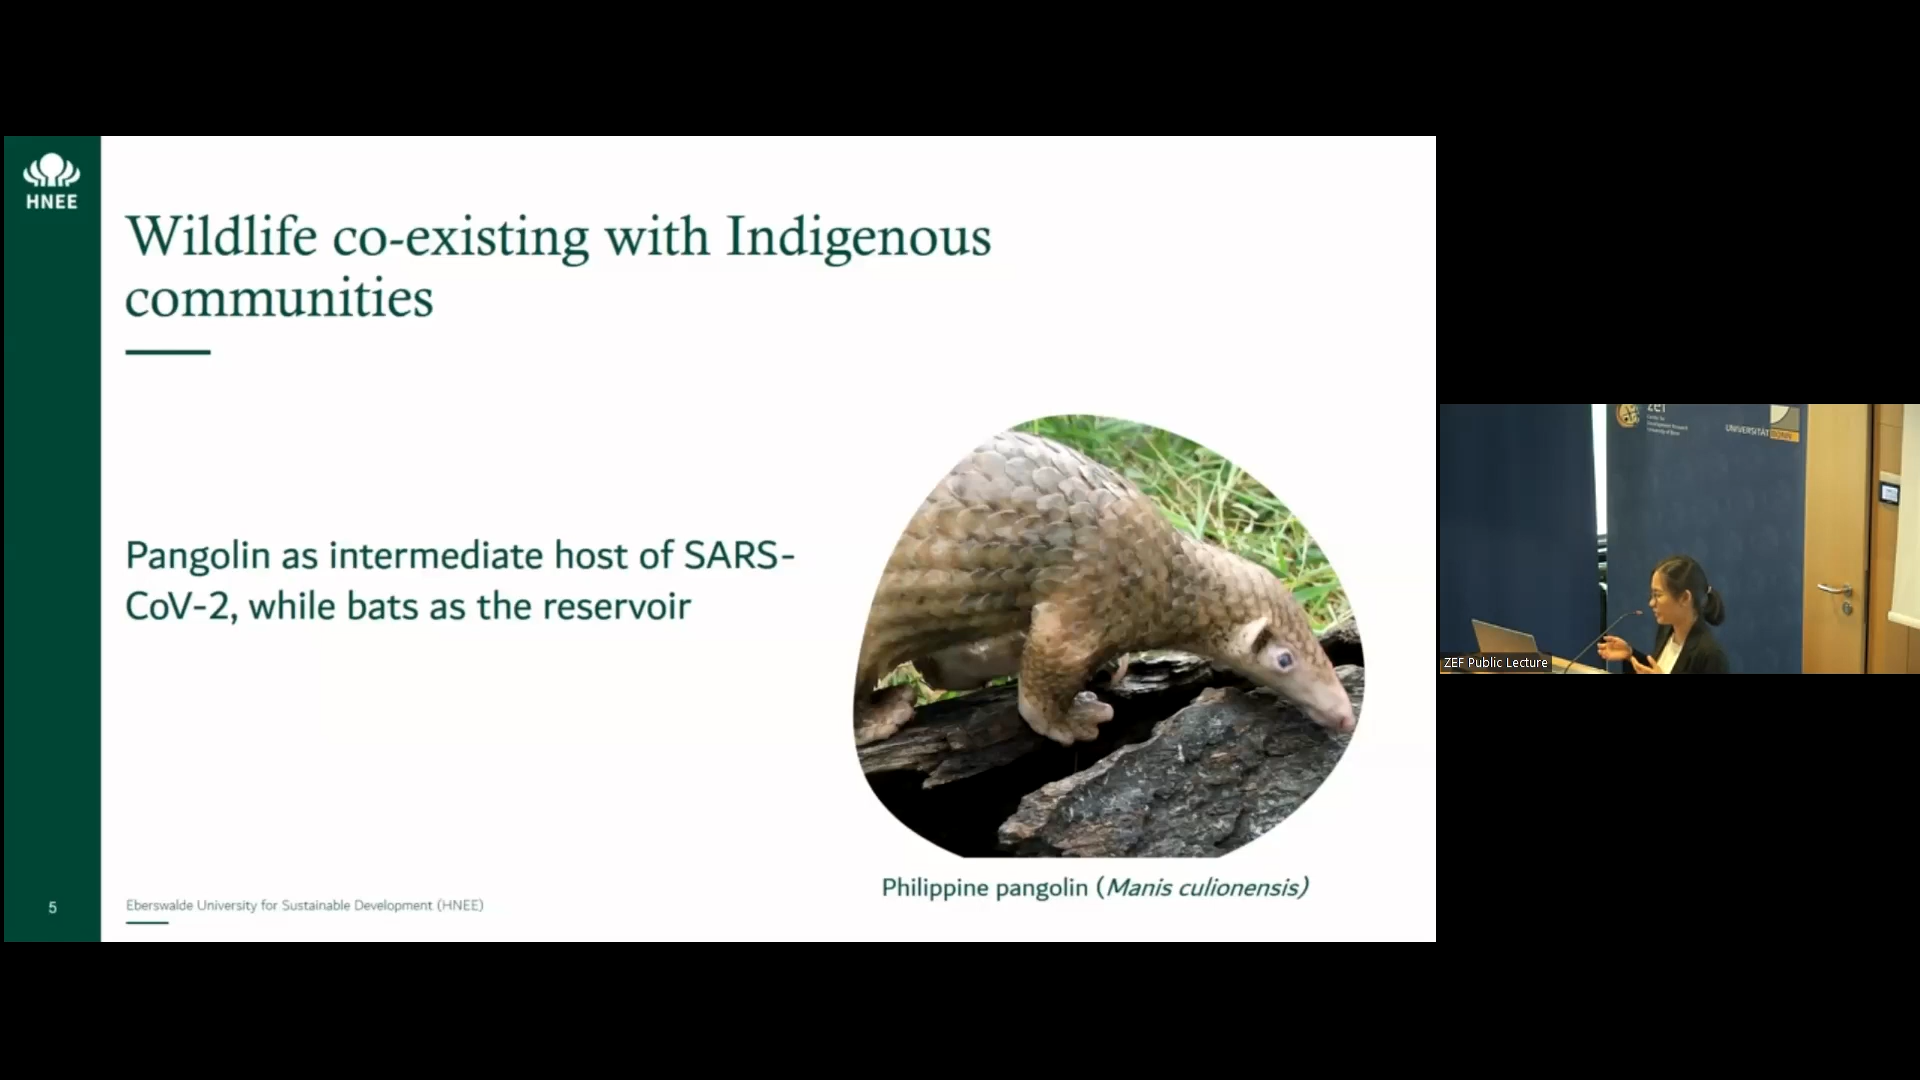 HNEE
Wildlife co-existing with Indigenous
communities
Pangolin as intermediate host of SARS-
CoV-2, while bats as the reservoir
Philippine pangolin (Manis culionensis)
5
Eberswalde University for Sustainable Development (HNEE)
zef
UNIVERSITÄT BONN
ZEF Public Lecture